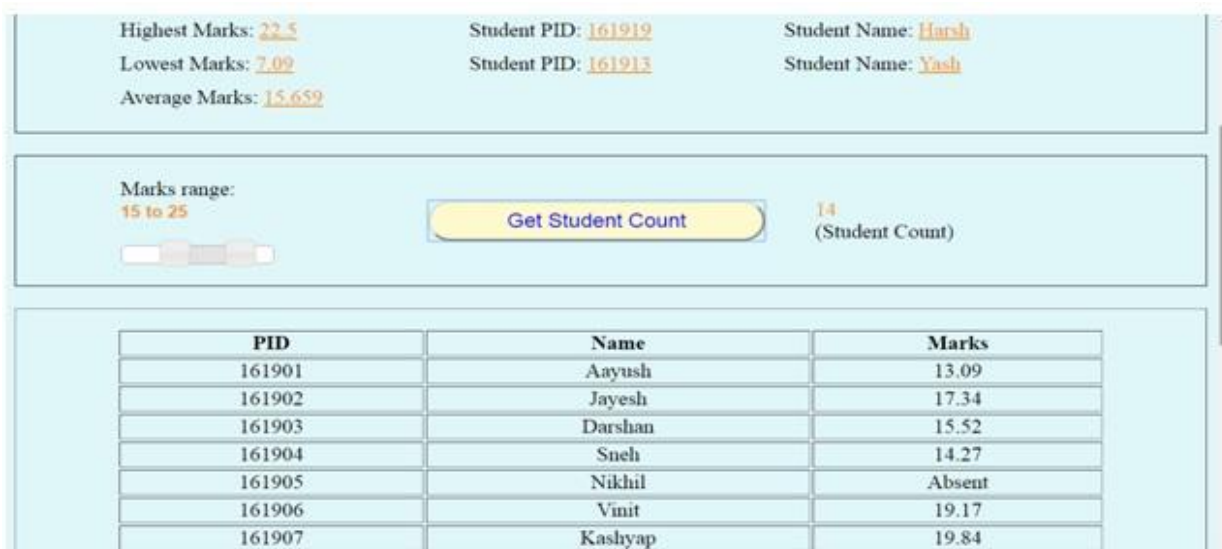 Highest Marks: 22.5 Student PID: 161919 Student Name: Harsh
Lowest Marks: 7.09 Student PID: 161913 Student Name: Yash
Average Marks: 15.659
Marks range:
15 to 25
Get Student Count
14
(Student Count)
PID Name Marks
161901 Aayush 13.09
161902 Jayesh 17.34
161903 Darshan 15.52
161904 Sneh 14.27
161905 Nikhil Absent
161906 Vinit 19.17
161907 Kashyap 19.84